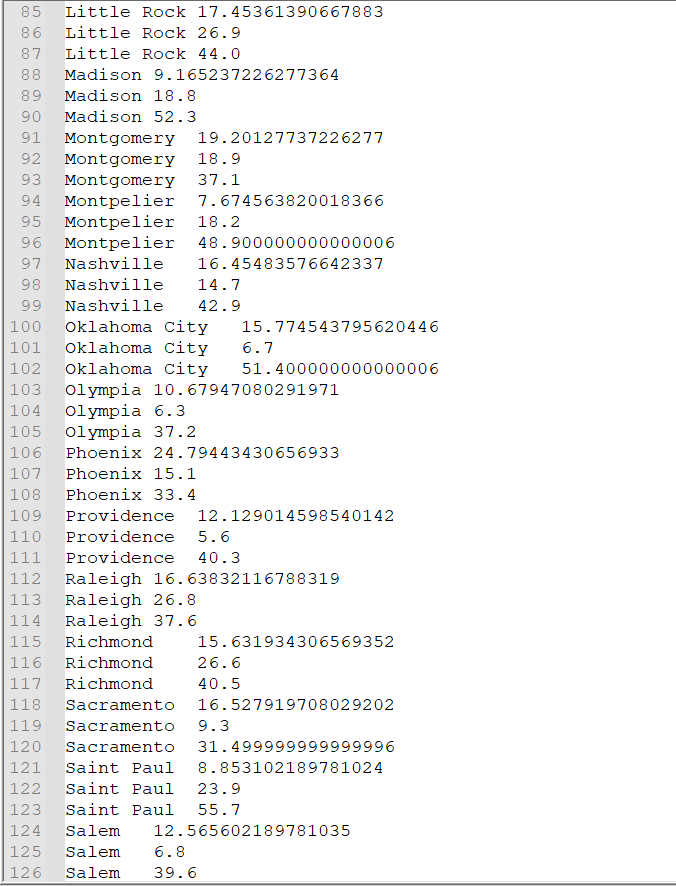 85 Little Rock 17.45361390667883
86 Little Rock 26.9
87 Little Rock 44.0
88 Madison 9.165237226277364
89 Madison 18.8
90 Madison 52.3
91 Montgomery 19.20127737226277
92 Montgomery 18.9
93 Montgomery 37.1
94 Montpelier 7.674563820018366
95 Montpelier 18.2
96 Montpelier 48.900000000000006
97 Nashville 16.45483576642337
98 Nashville 14.7
99 Nashville 42.9
100 Oklahoma City 15.774543795620446
101 Oklahoma City 6.7
102 Oklahoma City 51.400000000000006
103 Olympia 10.67947080291971
104 Olympia 6.3
105 Olympia 37.2
106 Phoenix 24.79443430656933
107 Phoenix 15.1
108 Phoenix 33.4
109 Providence 12.129014598540142
110 Providence 5.6
111 Providence 40.3
112 Raleigh 16.63832116788319
113 Raleigh 26.8
114 Raleigh 37.6
115 Richmond 15.631934306569352
116 Richmond 26.6
117 Richmond 40.5
118 Sacramento 16.527919708029202
119 Sacramento 9.3
120 Sacramento 31.499999999999996
121 Saint Paul 8.853102189781024
122 Saint Paul 23.9
123 Saint Paul 55.7
124 Salem 12.565602189781035
125 Salem 6.8
126 Salem 39.6